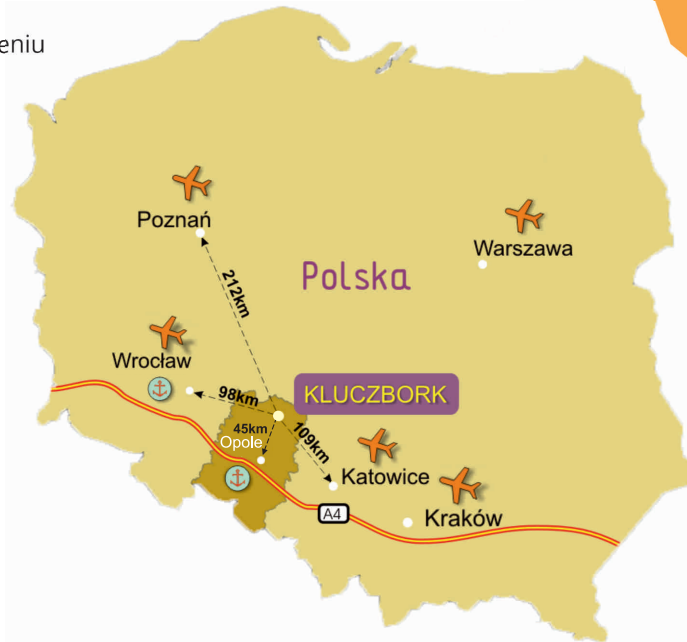 eniu
Poznań
Warszawa
212km
Polska
Wrocław
98km
KLUCZBORK
45km
Opole
109km
Katowice
A4
Kraków